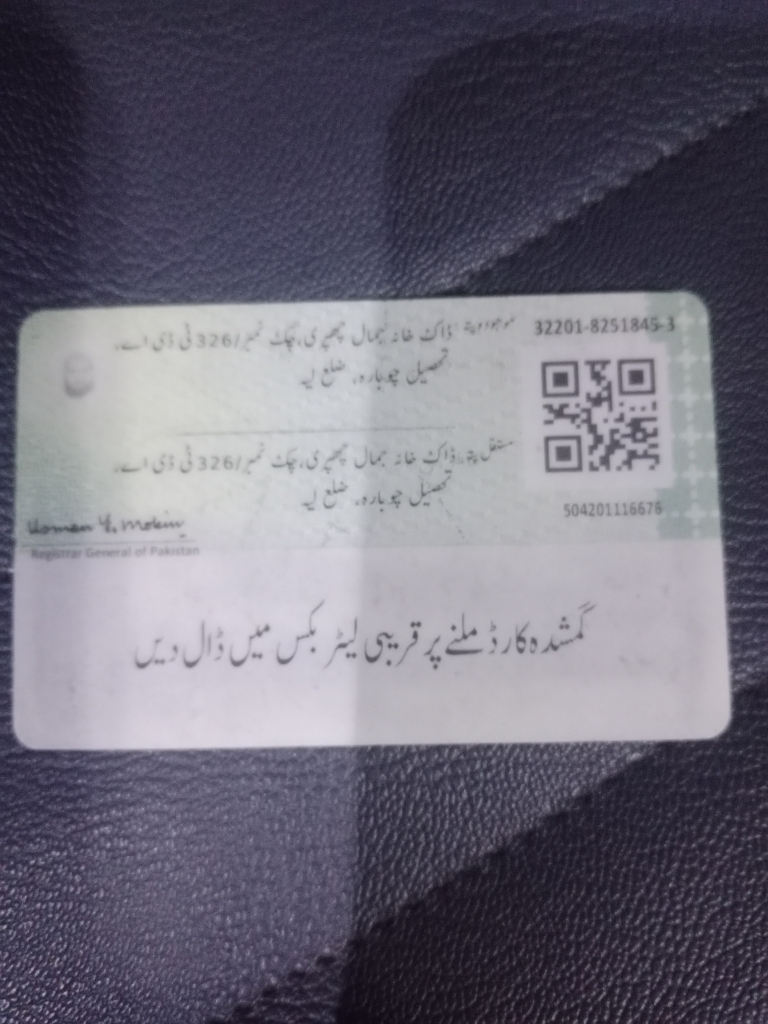 32201-8251845-3
موجودہ پتہ: ڈاک خانہ جمال چھپری، چک نمبر/326 ٹی ڈی اے،
تحصیل چوبارہ، ضلع لیہ
مستقل پتہ: ڈاک خانہ جمال چھپری، چک نمبر/326 ٹی ڈی اے،
تحصیل چوبارہ، ضلع لیہ
504201116676
Registrar General of Pakistan
گمشدہ کارڈ ملنے پر قریبی لیٹر بکس میں ڈال دیں